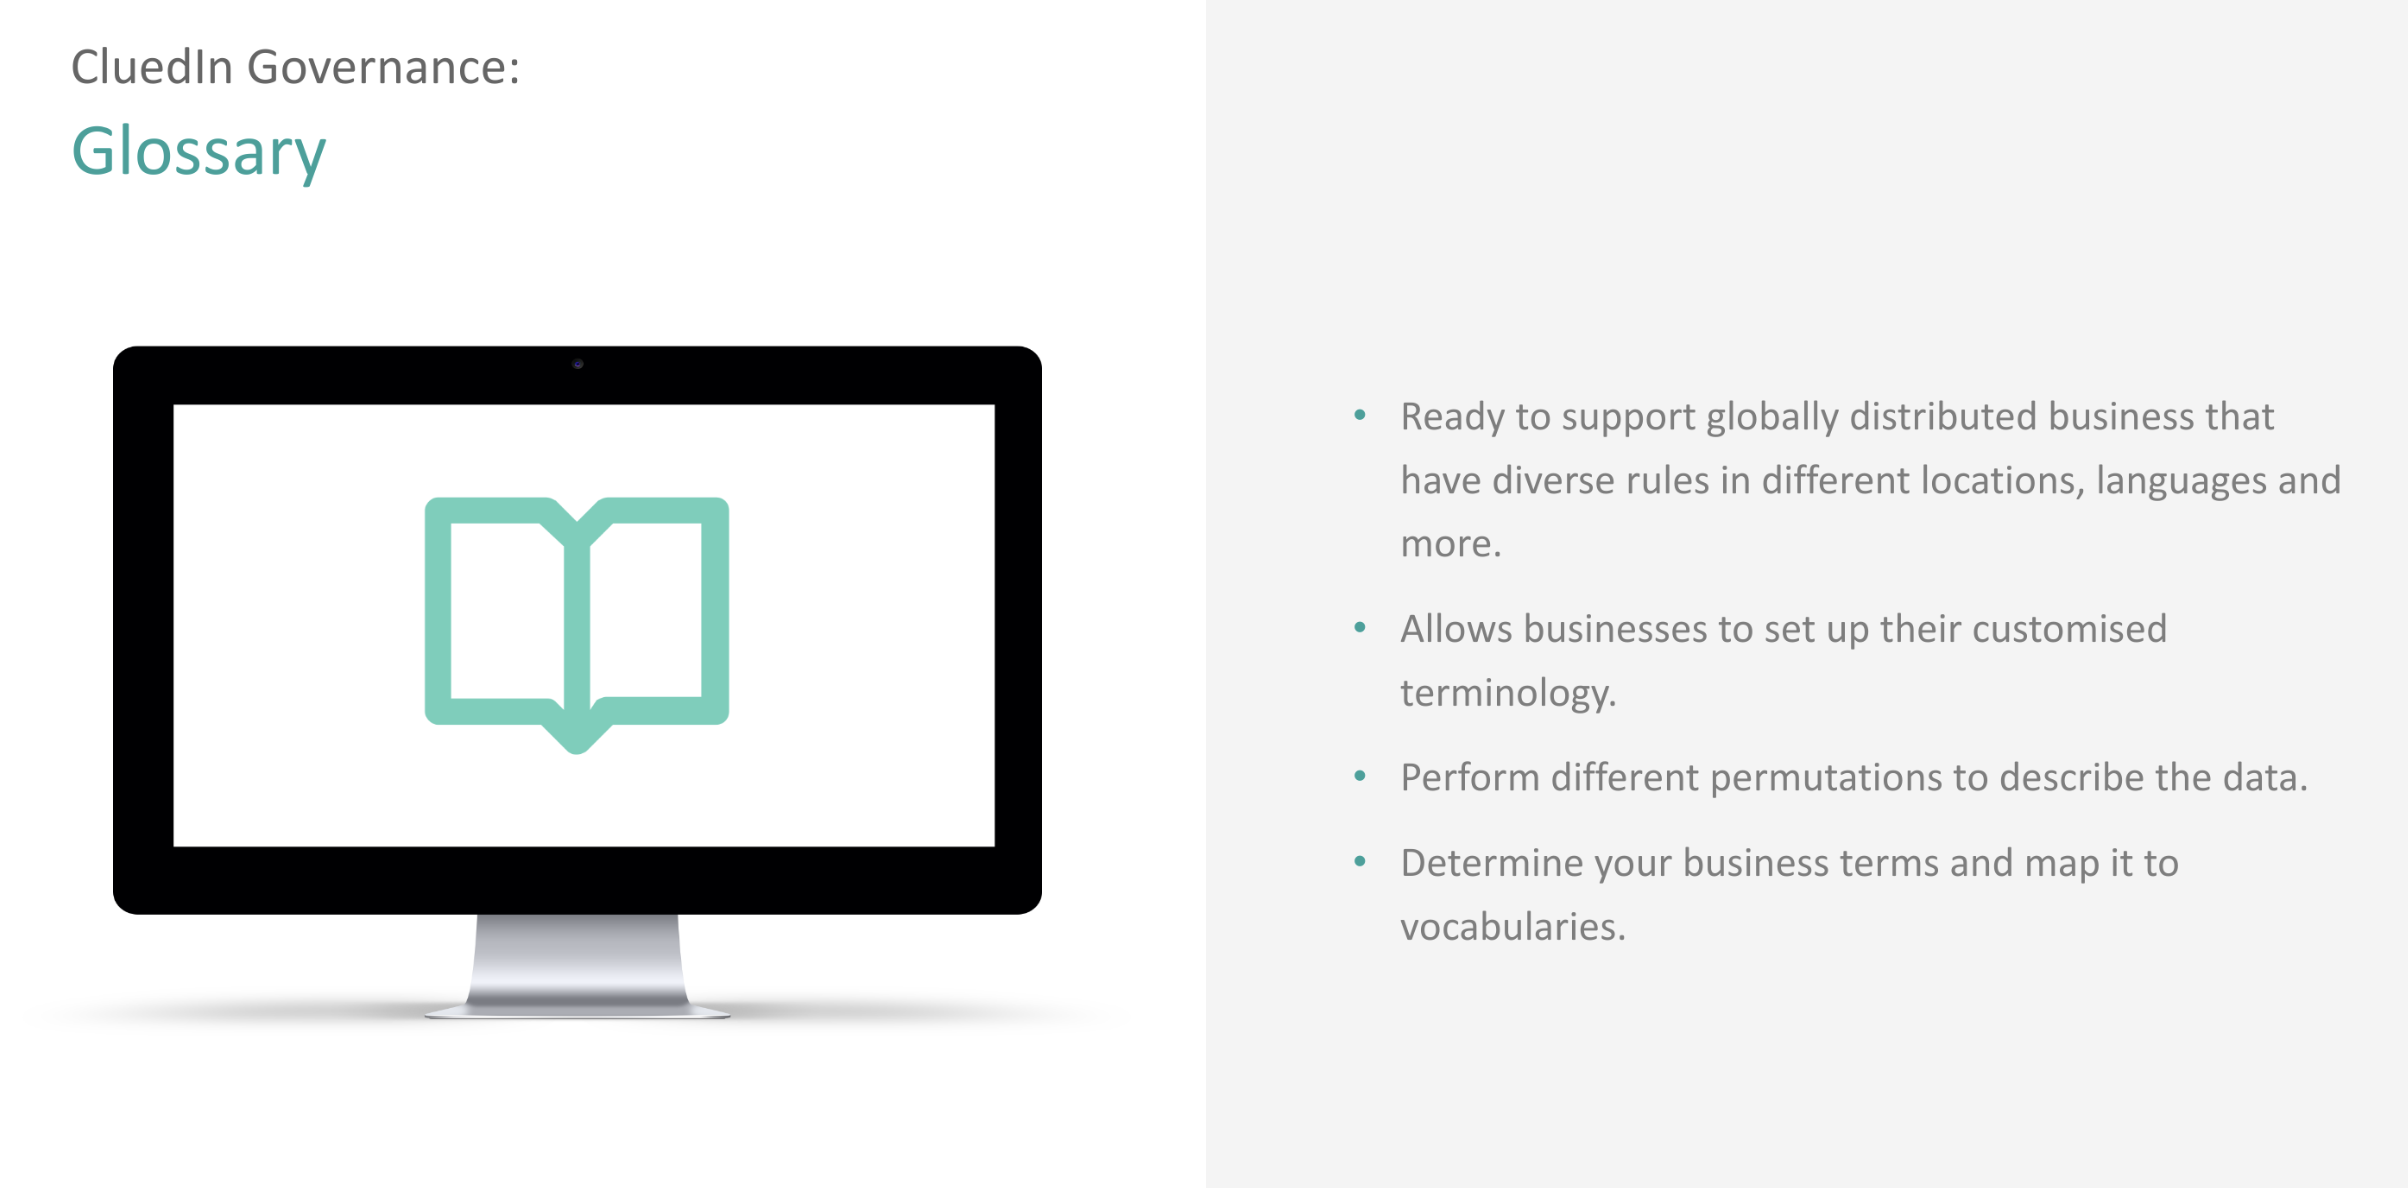 CluedIn Governance:
Glossary
• Ready to support globally distributed business that
have diverse rules in different locations, languages and
more.
• Allows businesses to set up their customised
terminology.
• Perform different permutations to describe the data.
• Determine your business terms and map it to
vocabularies.